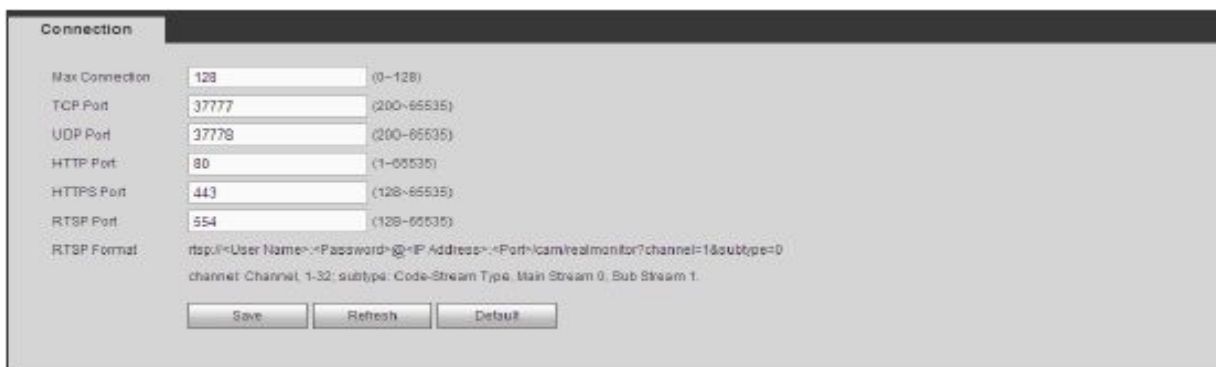 Connection
Max Connection 128 (0~128)
TCP Port 37777 (200~65535)
UDP Port 37778 (200~65535)
HTTP Port 80 (1~65535)
HTTPS Port 443 (128~65535)
RTSP Port 554 (128~65535)
RTSP Format rtsp://<User Name>:<Password>@<IP Address>:<Port>/cam/realmonitor?channel=1&subtype=0
channel: Channel, 1-32; subtype: Code-Stream Type, Main Stream 0, Sub Stream 1.
Save Refresh Default